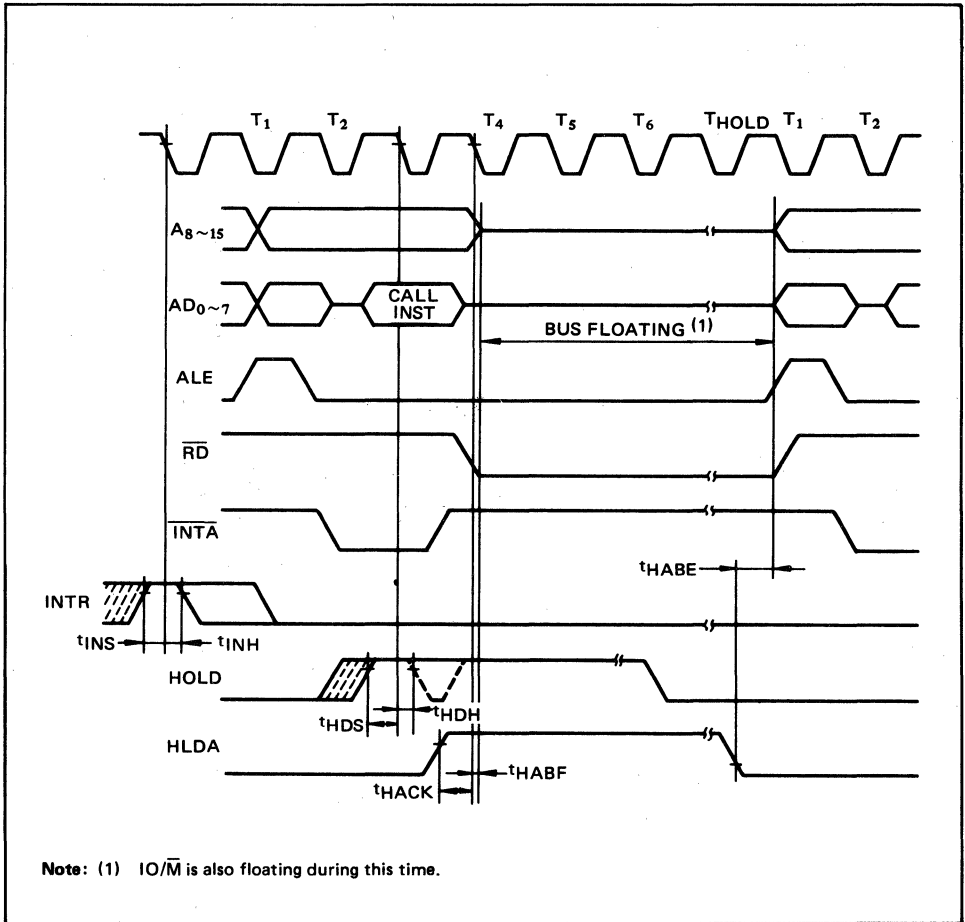 T1 T2 T4 T5 T6 THOLD T1 T2
A8~15
AD0~7
CALL
INST
BUS FLOATING (1)
ALE
RD
INTA
tHABE
INTR
tINS
tINH
HOLD
tHDS
tHDH
HLDA
tHABF
tHACK
Note: (1) IO/M̅ is also floating during this time.